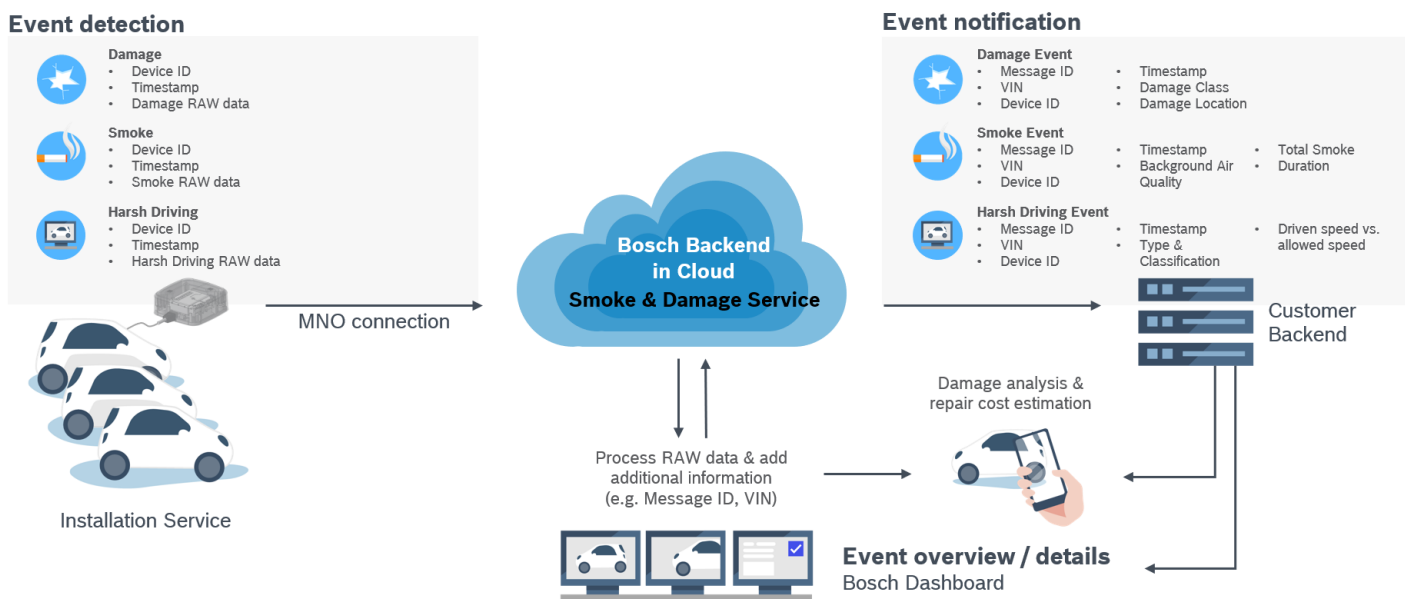 Event detection
Damage
• Device ID
• Timestamp
• Damage RAW data
Smoke
• Device ID
• Timestamp
• Smoke RAW data
Harsh Driving
• Device ID
• Timestamp
• Harsh Driving RAW data
MNO connection
Installation Service
Bosch Backend
in Cloud
Smoke & Damage Service
Process RAW data & add
additional information
(e.g. Message ID, VIN)
Event notification
Damage Event
• Message ID
• VIN
• Device ID
• Timestamp
• Damage Class
• Damage Location
Smoke Event
• Message ID
• VIN
• Device ID
• Timestamp
• Background Air
Quality
• Total Smoke
• Duration
Harsh Driving Event
• Message ID
• VIN
• Device ID
• Timestamp
• Type &
Classification
• Driven speed vs.
allowed speed
Customer
Backend
Damage analysis &
repair cost estimation
Event overview / details
Bosch Dashboard